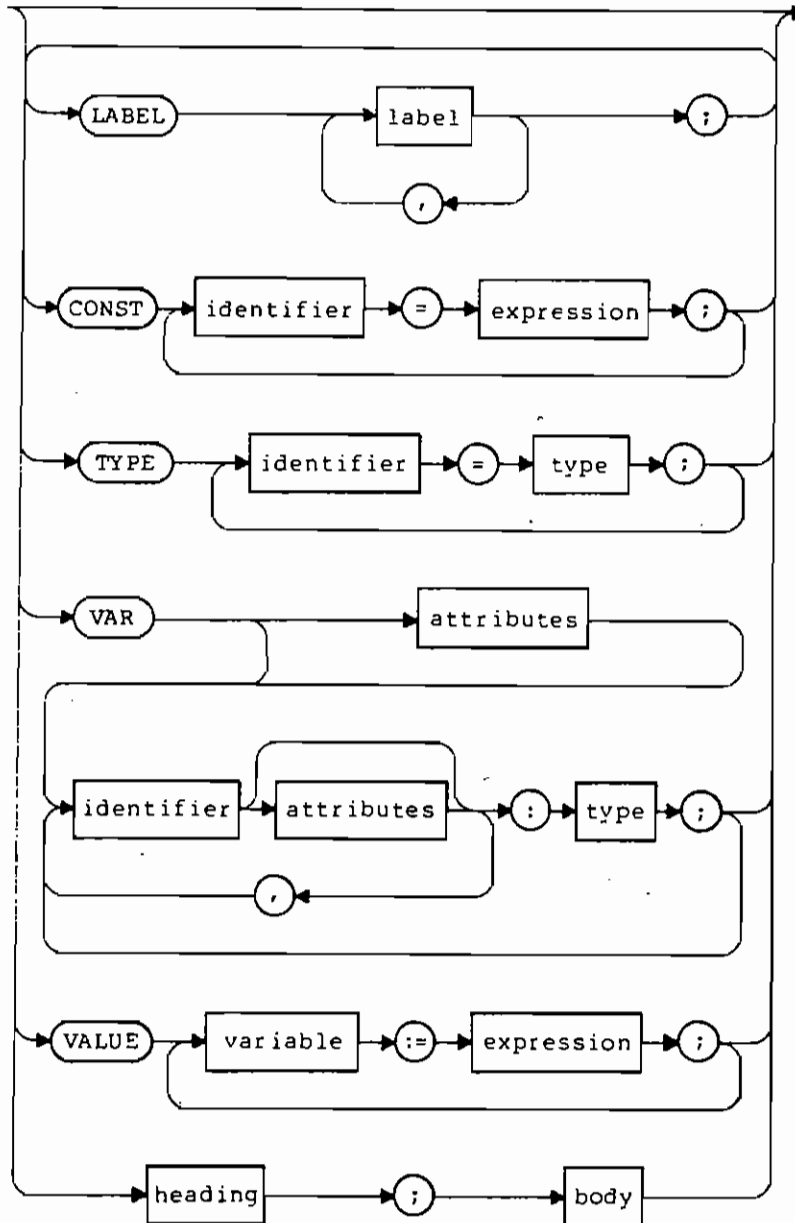 LABEL label ;
,
CONST identifier = expression ;
TYPE identifier = type ;
VAR attributes
identifier attributes : type ;
,
VALUE variable := expression ;
heading ; body